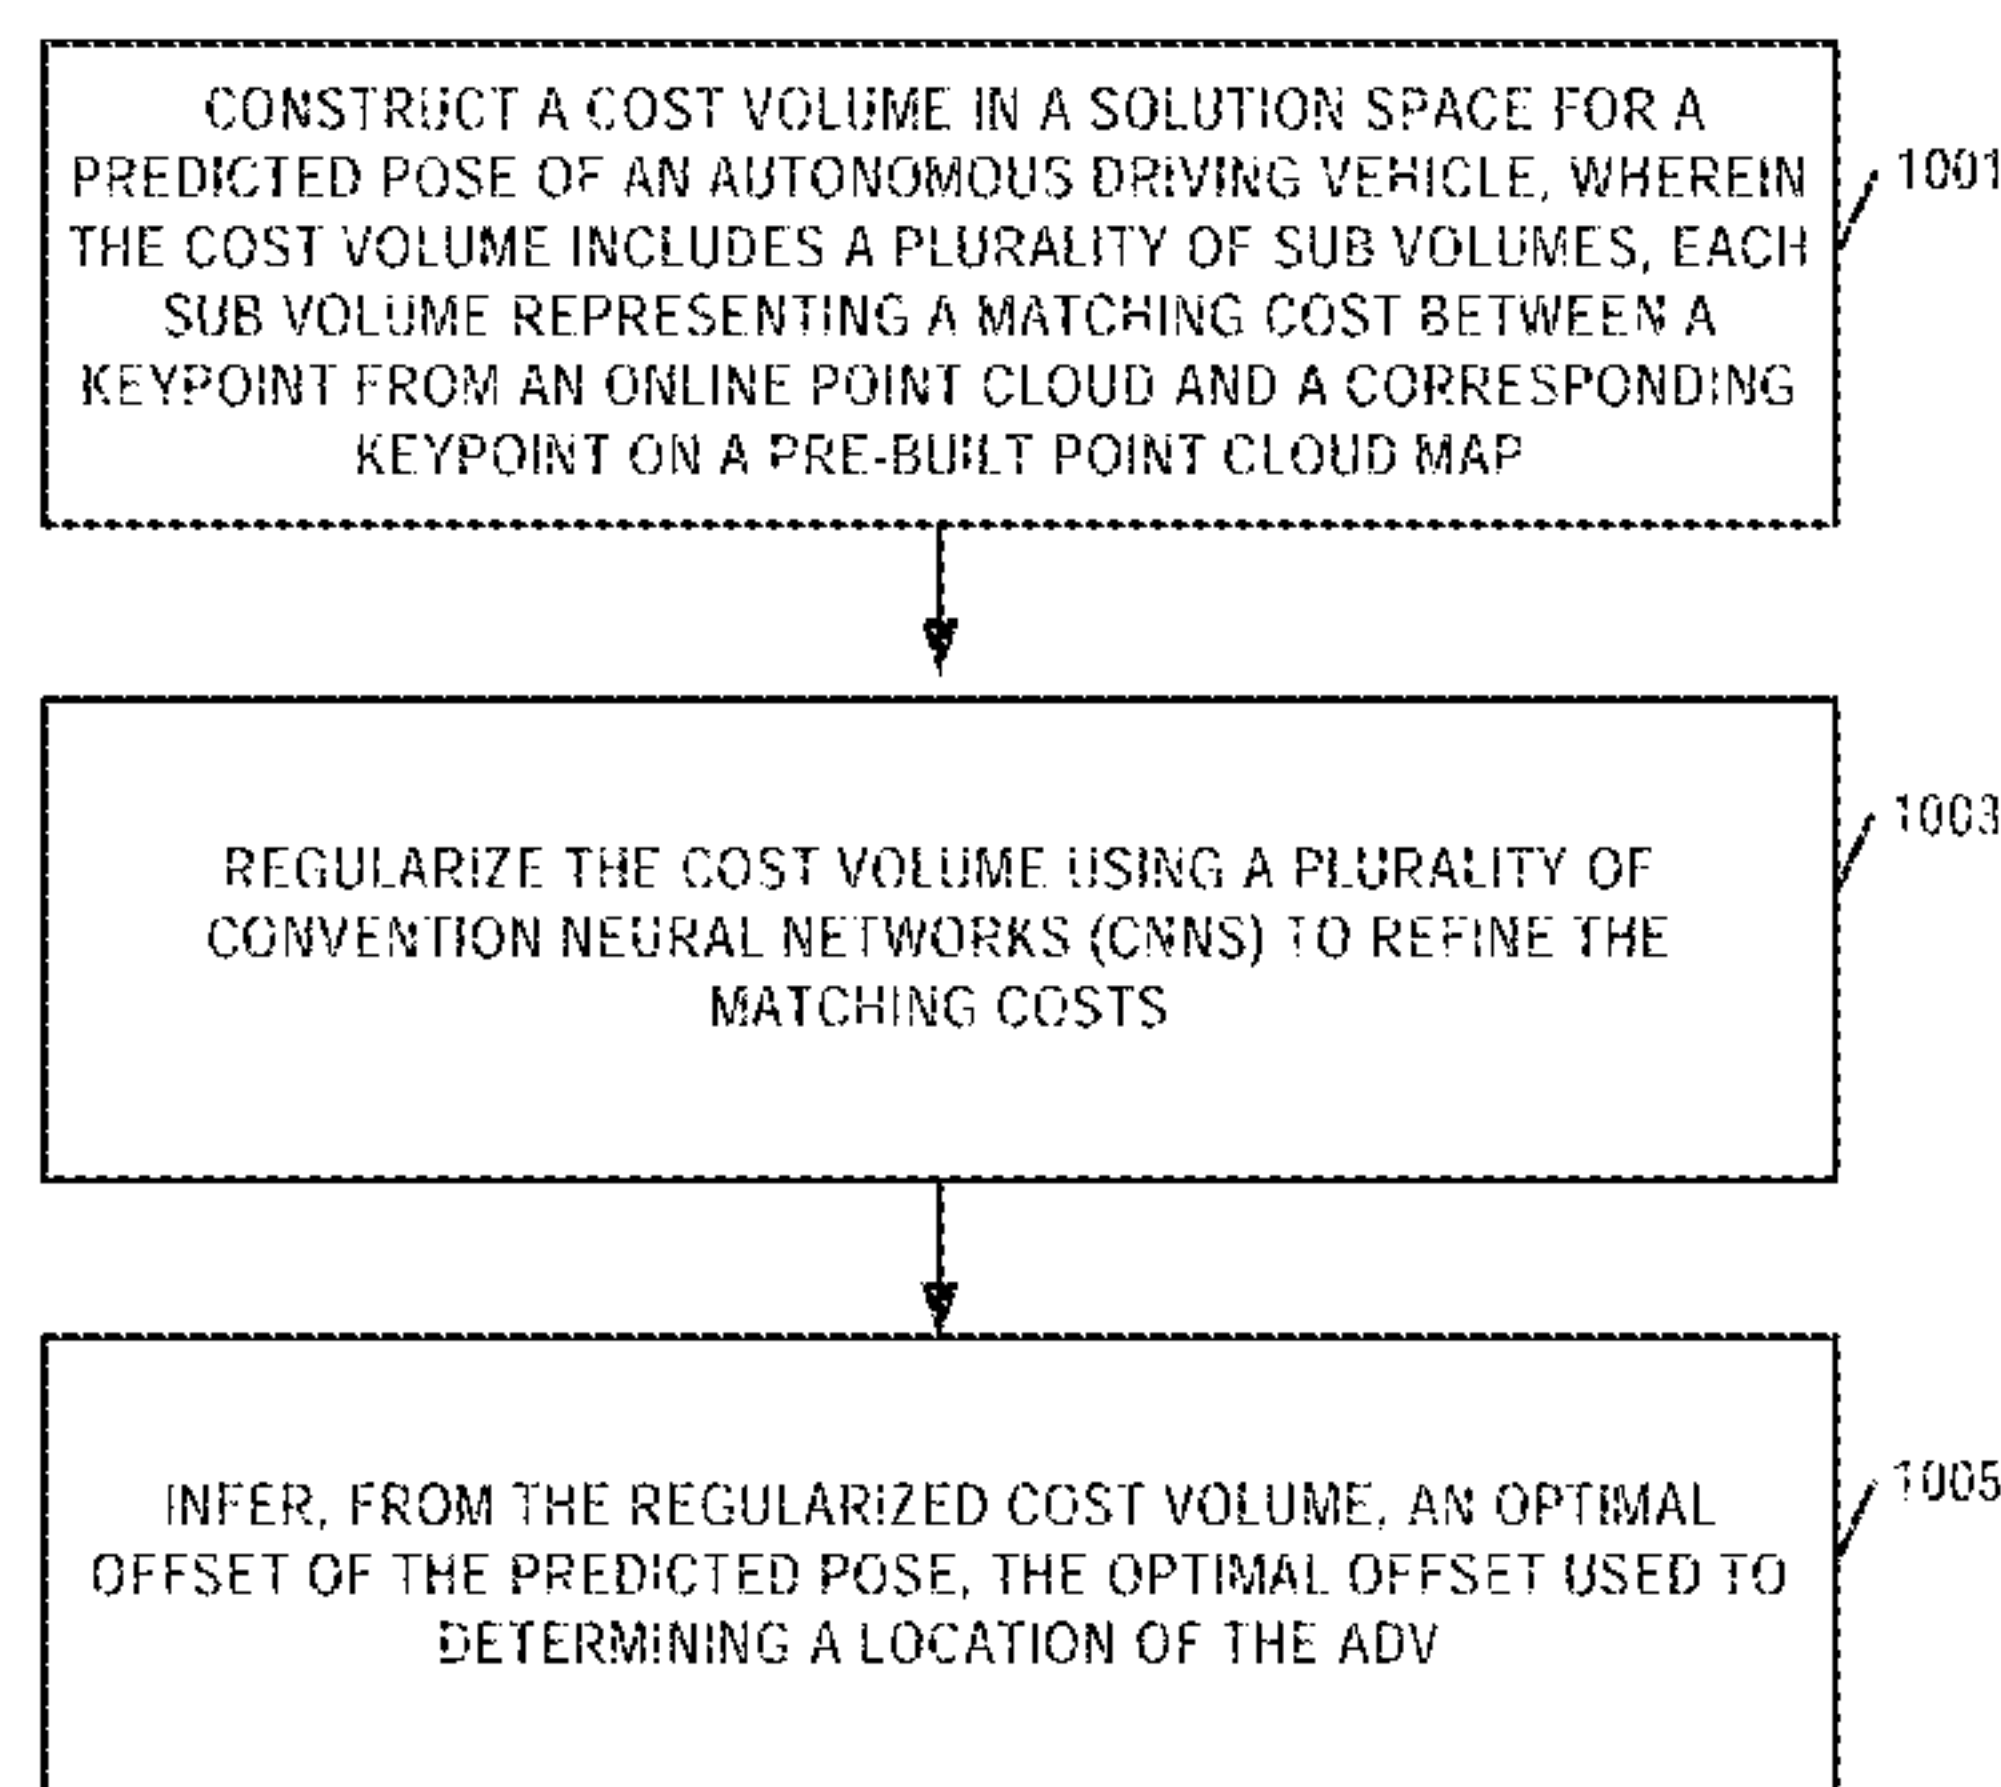 CONSTRUCT A COST VOLUME IN A SOLUTION SPACE FOR A
PREDICTED POSE OF AN AUTONOMOUS DRIVING VEHICLE, WHEREIN
THE COST VOLUME INCLUDES A PLURALITY OF SUB VOLUMES, EACH
SUB VOLUME REPRESENTING A MATCHING COST BETWEEN A
KEYPOINT FROM AN ONLINE POINT CLOUD AND A CORRESPONDING
KEYPOINT ON A PRE-BUILT POINT CLOUD MAP
1001
REGULARIZE THE COST VOLUME USING A PLURALITY OF
CONVENTION NEURAL NETWORKS (CNNS) TO REFINE THE
MATCHING COSTS
1003
INFER, FROM THE REGULARIZED COST VOLUME, AN OPTIMAL
OFFSET OF THE PREDICTED POSE, THE OPTIMAL OFFSET USED TO
DETERMINING A LOCATION OF THE ADV
1005